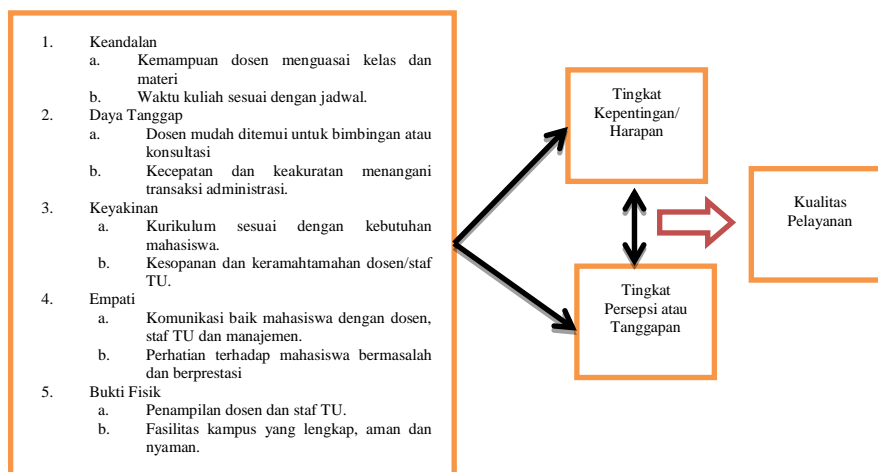 1. Keandalan
a. Kemampuan dosen menguasai kelas dan
materi
b. Waktu kuliah sesuai dengan jadwal.
2. Daya Tanggap
a. Dosen mudah ditemui untuk bimbingan atau
konsultasi
b. Kecepatan dan keakuratan menangani
transaksi administrasi.
3. Keyakinan
a. Kurikulum sesuai dengan kebutuhan
mahasiswa.
b. Kesopanan dan keramahtamahan dosen/staf
TU.
4. Empati
a. Komunikasi baik mahasiswa dengan dosen,
staf TU dan manajemen.
b. Perhatian terhadap mahasiswa bermasalah
dan berprestasi
5. Bukti Fisik
a. Penampilan dosen dan staf TU.
b. Fasilitas kampus yang lengkap, aman dan
nyaman.
Tingkat
Kepentingan/
Harapan
Tingkat
Persepsi atau
Tanggapan
Kualitas
Pelayanan